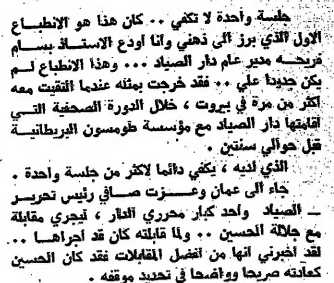 جلسة واحدة لا تكفي .. كان هذا هو الانطباع
الاول الذي برز الى ذهني وانا اودع الاستاذ بسام
فريحه مدير عام دار الصياد ... وهذا الانطباع لم
يكن جديدا علي .. فقد خرجت بمثله عندما التقيت معه
اكثر من مرة في بيروت ، خلال الدورة الصحفية التي
اقامتها دار الصياد مع مؤسسة طومسون البريطانية
قبل حوالي سنتين .
الذي لديه ، يكفي دائما لاكثر من جلسة واحدة .
جاء الى عمان وعزت صافي رئيس تحرير
ـ الصياد واحد كبار محرري الدار ، ليجري مقابلة
مع جلالة الحسين .. ولما قابلته كان قد اجراها ..
لقد اخبرني انها من افضل المقابلات فقد كان الحسين
كعادته صريحا وواضحا في تحديد موقفه .